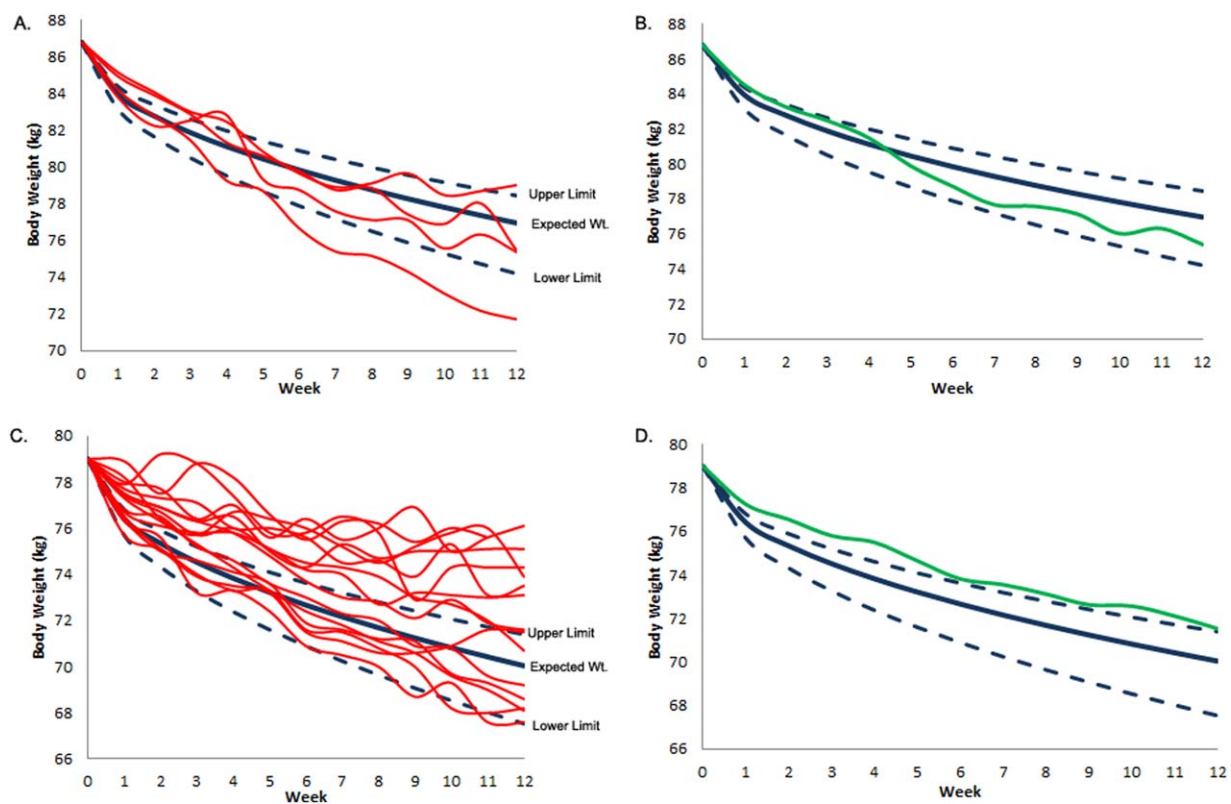 A.
88
86
84
82
80
78
76
74
72
70
Body Weight (kg)
Upper Limit
Expected Wt.
Lower Limit
0 1 2 3 4 5 6 7 8 9 10 11 12
Week
B.
88
86
84
82
80
78
76
74
72
70
Body Weight (kg)
0 1 2 3 4 5 6 7 8 9 10 11 12
Week
C.
80
78
76
74
72
70
68
66
Body Weight (kg)
Upper Limit
Expected Wt.
Lower Limit
0 1 2 3 4 5 6 7 8 9 10 11 12
Week
D.
80
78
76
74
72
70
68
66
Body Weight (kg)
0 1 2 3 4 5 6 7 8 9 10 11 12
Week